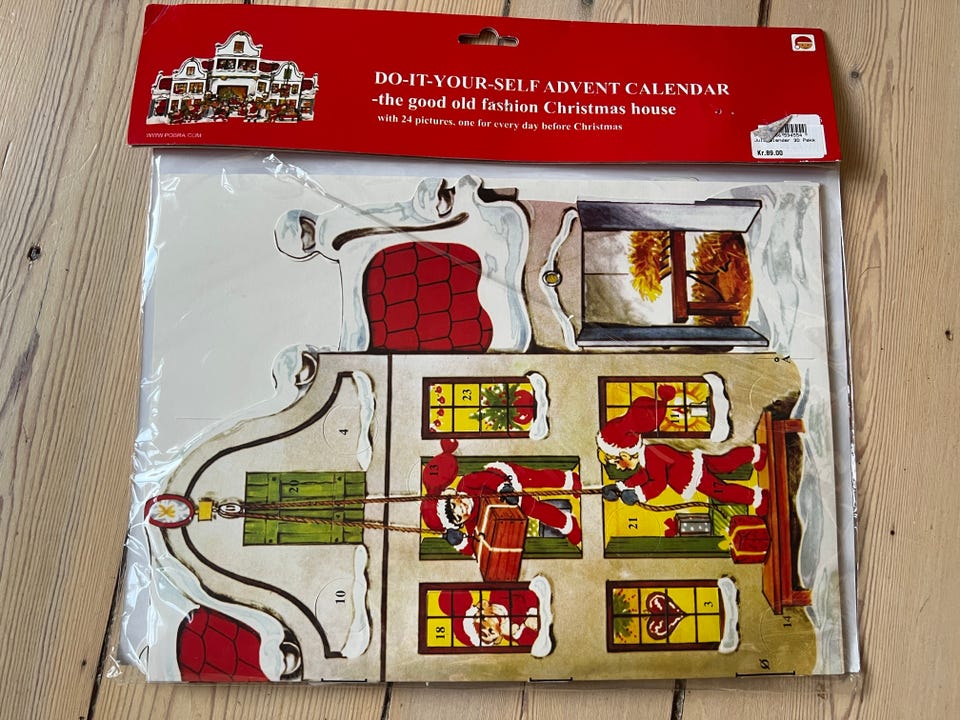 DO-IT-YOUR-SELF ADVENT CALENDAR
-the good old fashion Christmas house
with 24 pictures. one for every day before Christmas
WWW.POBRA.COM
Kr.89.00
4
23
20
13
21
10
18
3
14
Ø
Å